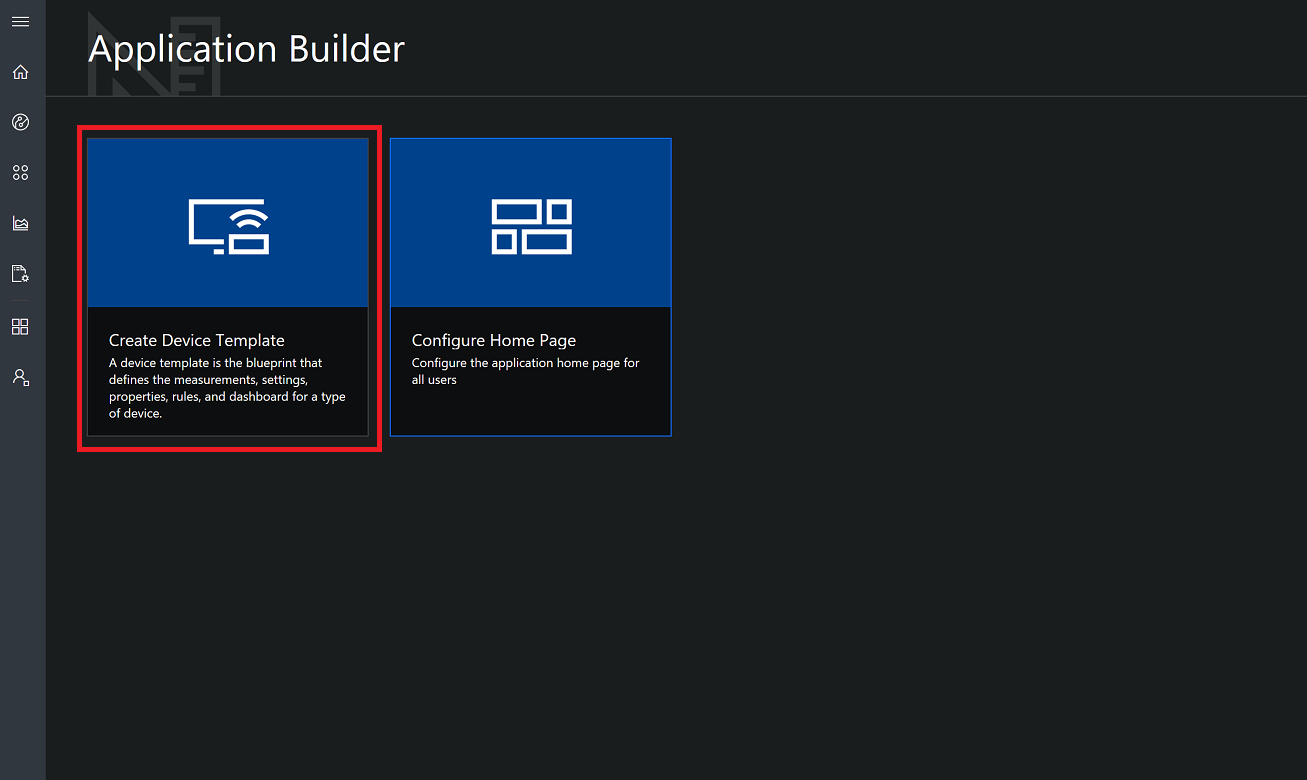 Application Builder
Create Device Template
A device template is the blueprint that
defines the measurements, settings,
properties, rules, and dashboard for a type
of device.
Configure Home Page
Configure the application home page for
all users